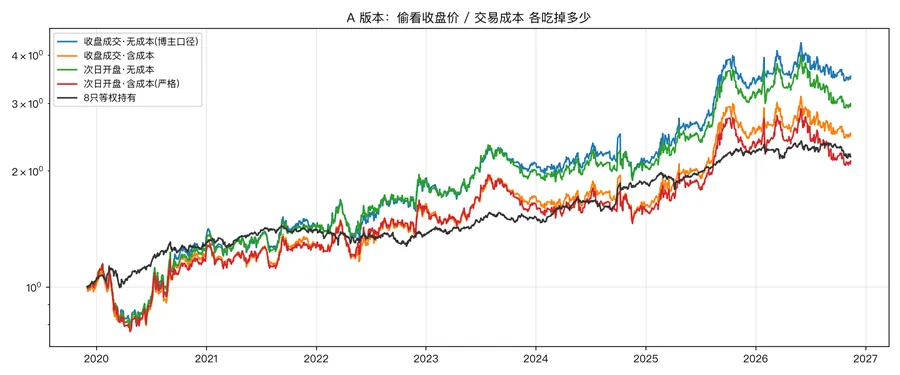 A 版本：偷看收盘价 / 交易成本 各吃掉多少
收盘成交·无成本(博主口径)
收盘成交·含成本
次日开盘·无成本
次日开盘·含成本(严格)
8只等权持有
4 × 10⁰
3 × 10⁰
2 × 10⁰
10⁰
2020 2021 2022 2023 2024 2025 2026 2027